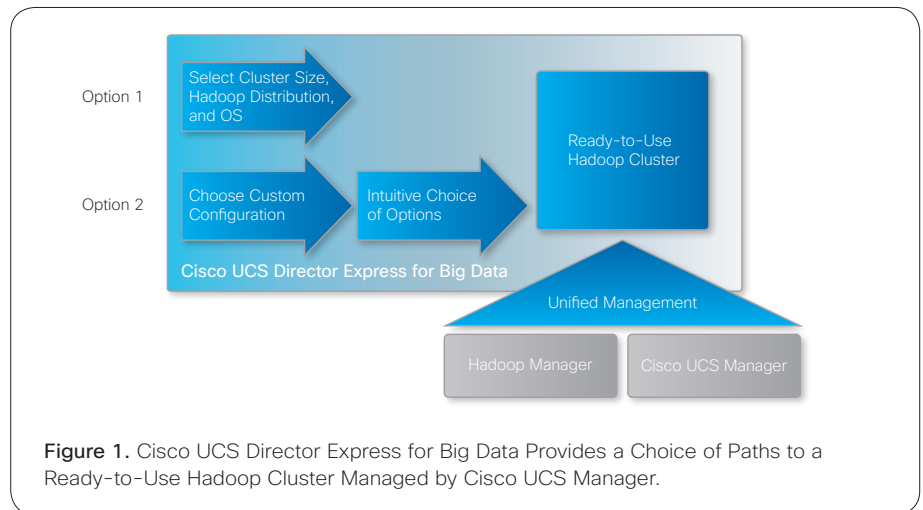 Option 1
Select Cluster Size,
Hadoop Distribution,
and OS
Ready-to-Use
Hadoop Cluster
Option 2
Choose Custom
Configuration
Intuitive Choice
of Options
Cisco UCS Director Express for Big Data
Unified Management
Hadoop Manager
Cisco UCS Manager
Figure 1. Cisco UCS Director Express for Big Data Provides a Choice of Paths to a
Ready-to-Use Hadoop Cluster Managed by Cisco UCS Manager.